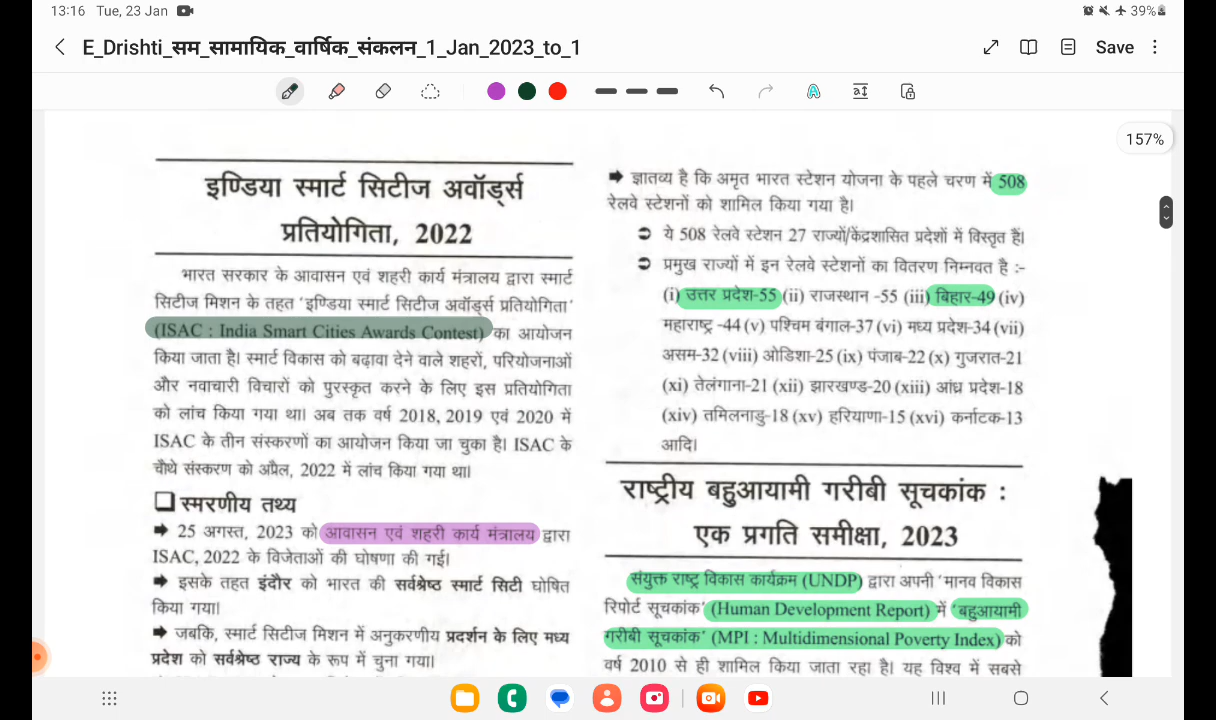 13:16 Tue, 23 Jan
39%
E_Drishti_सम_सामायिक_वार्षिक_संकलन_1_Jan_2023_to_1
Save
157%
इण्डिया स्मार्ट सिटीज अवॉर्ड्स
प्रतियोगिता, 2022
भारत सरकार के आवासन एवं शहरी कार्य मंत्रालय द्वारा स्मार्ट
सिटीज मिशन के तहत 'इण्डिया स्मार्ट सिटीज अवॉर्ड्स प्रतियोगिता'
(ISAC : India Smart Cities Awards Contest) का आयोजन
किया जाता है। स्मार्ट विकास को बढ़ावा देने वाले शहरों, परियोजनाओं
और नवाचारी विचारों को पुरस्कृत करने के लिए इस प्रतियोगिता
को लांच किया गया था। अब तक वर्ष 2018, 2019 एवं 2020 में
ISAC के तीन संस्करणों का आयोजन किया जा चुका है। ISAC के
चौथे संस्करण को अप्रैल, 2022 में लांच किया गया था।
❑ स्मरणीय तथ्य
➡ 25 अगस्त, 2023 को आवासन एवं शहरी कार्य मंत्रालय द्वारा
ISAC, 2022 के विजेताओं की घोषणा की गई।
➡ इसके तहत इंदौर को भारत की सर्वश्रेष्ठ स्मार्ट सिटी घोषित
किया गया।
➡ जबकि, स्मार्ट सिटीज मिशन में अनुकरणीय प्रदर्शन के लिए मध्य
प्रदेश को सर्वश्रेष्ठ राज्य के रूप में चुना गया।
➡ ज्ञातव्य है कि अमृत भारत स्टेशन योजना के पहले चरण में 508
रेलवे स्टेशनों को शामिल किया गया है।
➲ ये 508 रेलवे स्टेशन 27 राज्यों/केंद्रशासित प्रदेशों में विस्तृत हैं।
➲ प्रमुख राज्यों में इन रेलवे स्टेशनों का वितरण निम्नवत है :-
(i) उत्तर प्रदेश-55 (ii) राजस्थान -55 (iii) बिहार-49 (iv)
महाराष्ट्र -44 (v) पश्चिम बंगाल-37 (vi) मध्य प्रदेश-34 (vii)
असम-32 (viii) ओडिशा-25 (ix) पंजाब-22 (x) गुजरात-21
(xi) तेलंगाना-21 (xii) झारखण्ड-20 (xiii) आंध्र प्रदेश-18
(xiv) तमिलनाडु-18 (xv) हरियाणा-15 (xvi) कर्नाटक-13
आदि।
राष्ट्रीय बहुआयामी गरीबी सूचकांक :
एक प्रगति समीक्षा, 2023
संयुक्त राष्ट्र विकास कार्यक्रम (UNDP) द्वारा अपनी 'मानव विकास
रिपोर्ट सूचकांक' (Human Development Report) में 'बहुआयामी
गरीबी सूचकांक' (MPI : Multidimensional Poverty Index) को
वर्ष 2010 से ही शामिल किया जाता रहा है। यह विश्व में सबसे